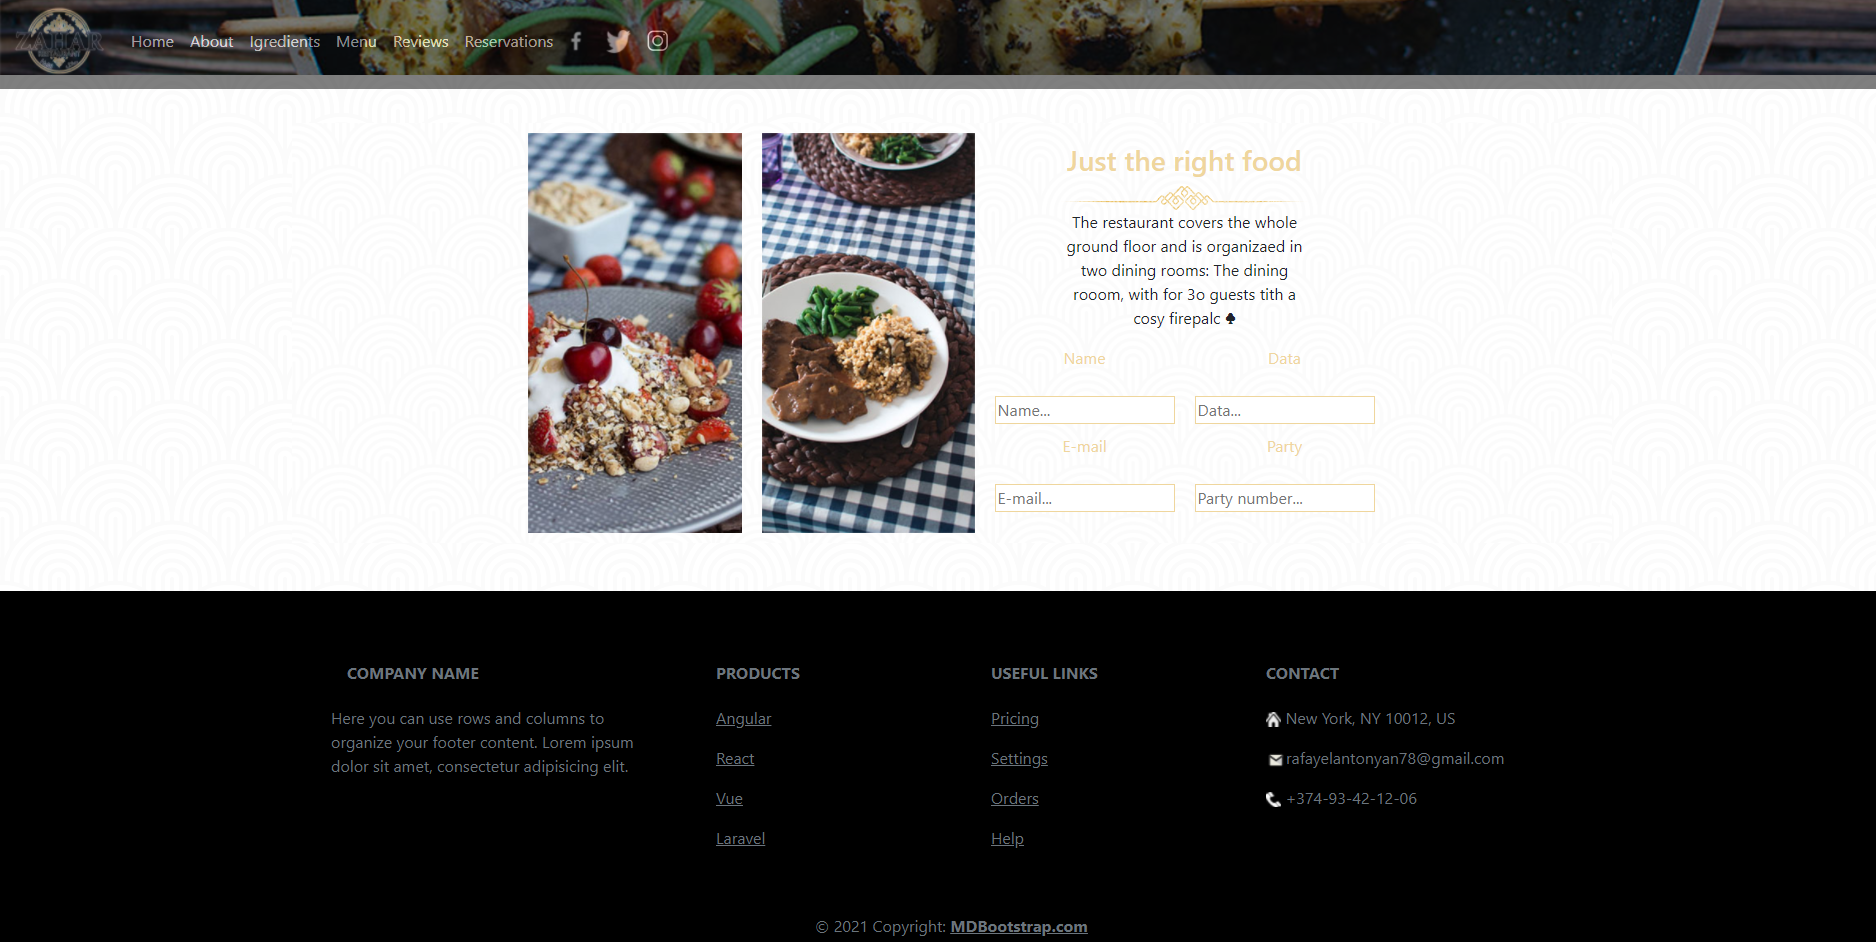 ZAHAR
Home About Igredients Menu Reviews Reservations
Just the right food
The restaurant covers the whole
ground floor and is organizaed in
two dining rooms: The dining
rooom, with for 3o guests tith a
cosy firepalc ♣
Name Data
Name... Data...
E-mail Party
E-mail... Party number...
COMPANY NAME
Here you can use rows and columns to
organize your footer content. Lorem ipsum
dolor sit amet, consectetur adipisicing elit.
PRODUCTS
Angular
React
Vue
Laravel
USEFUL LINKS
Pricing
Settings
Orders
Help
CONTACT
New York, NY 10012, US
rafayelantonyan78@gmail.com
+374-93-42-12-06
© 2021 Copyright: MDBootstrap.com